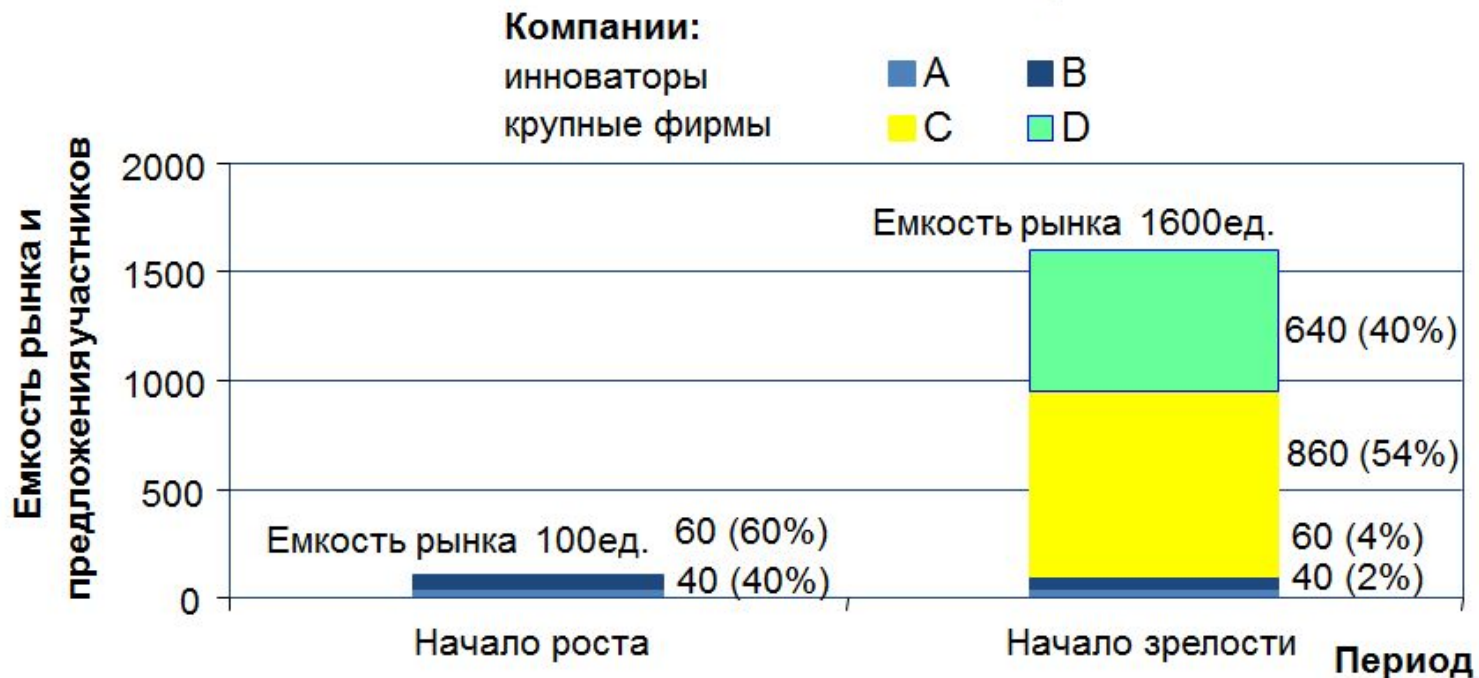 Компании:
инноваторы A B
крупные фирмы C D
Емкость рынка и
предложения участников
2000
1500
1000
500
0
Емкость рынка 100ед.
60 (60%)
40 (40%)
Емкость рынка 1600ед.
640 (40%)
860 (54%)
60 (4%)
40 (2%)
Начало роста
Начало зрелости
Период